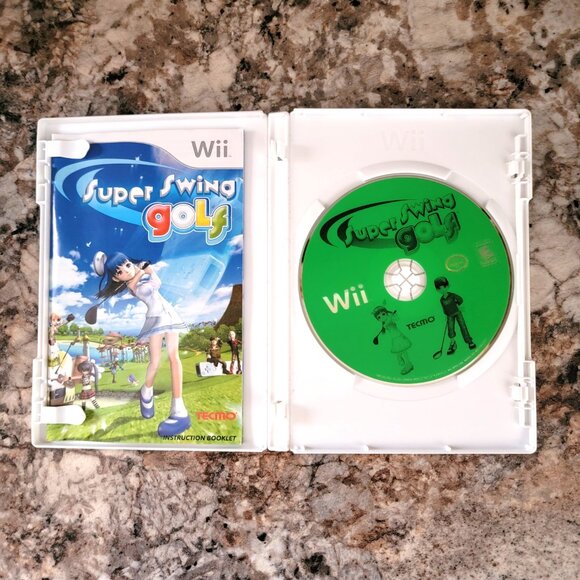 Wii
Super Swing
golf
TECMO
INSTRUCTION BOOKLET
Wii
Super Swing
golf
Wii
TECMO